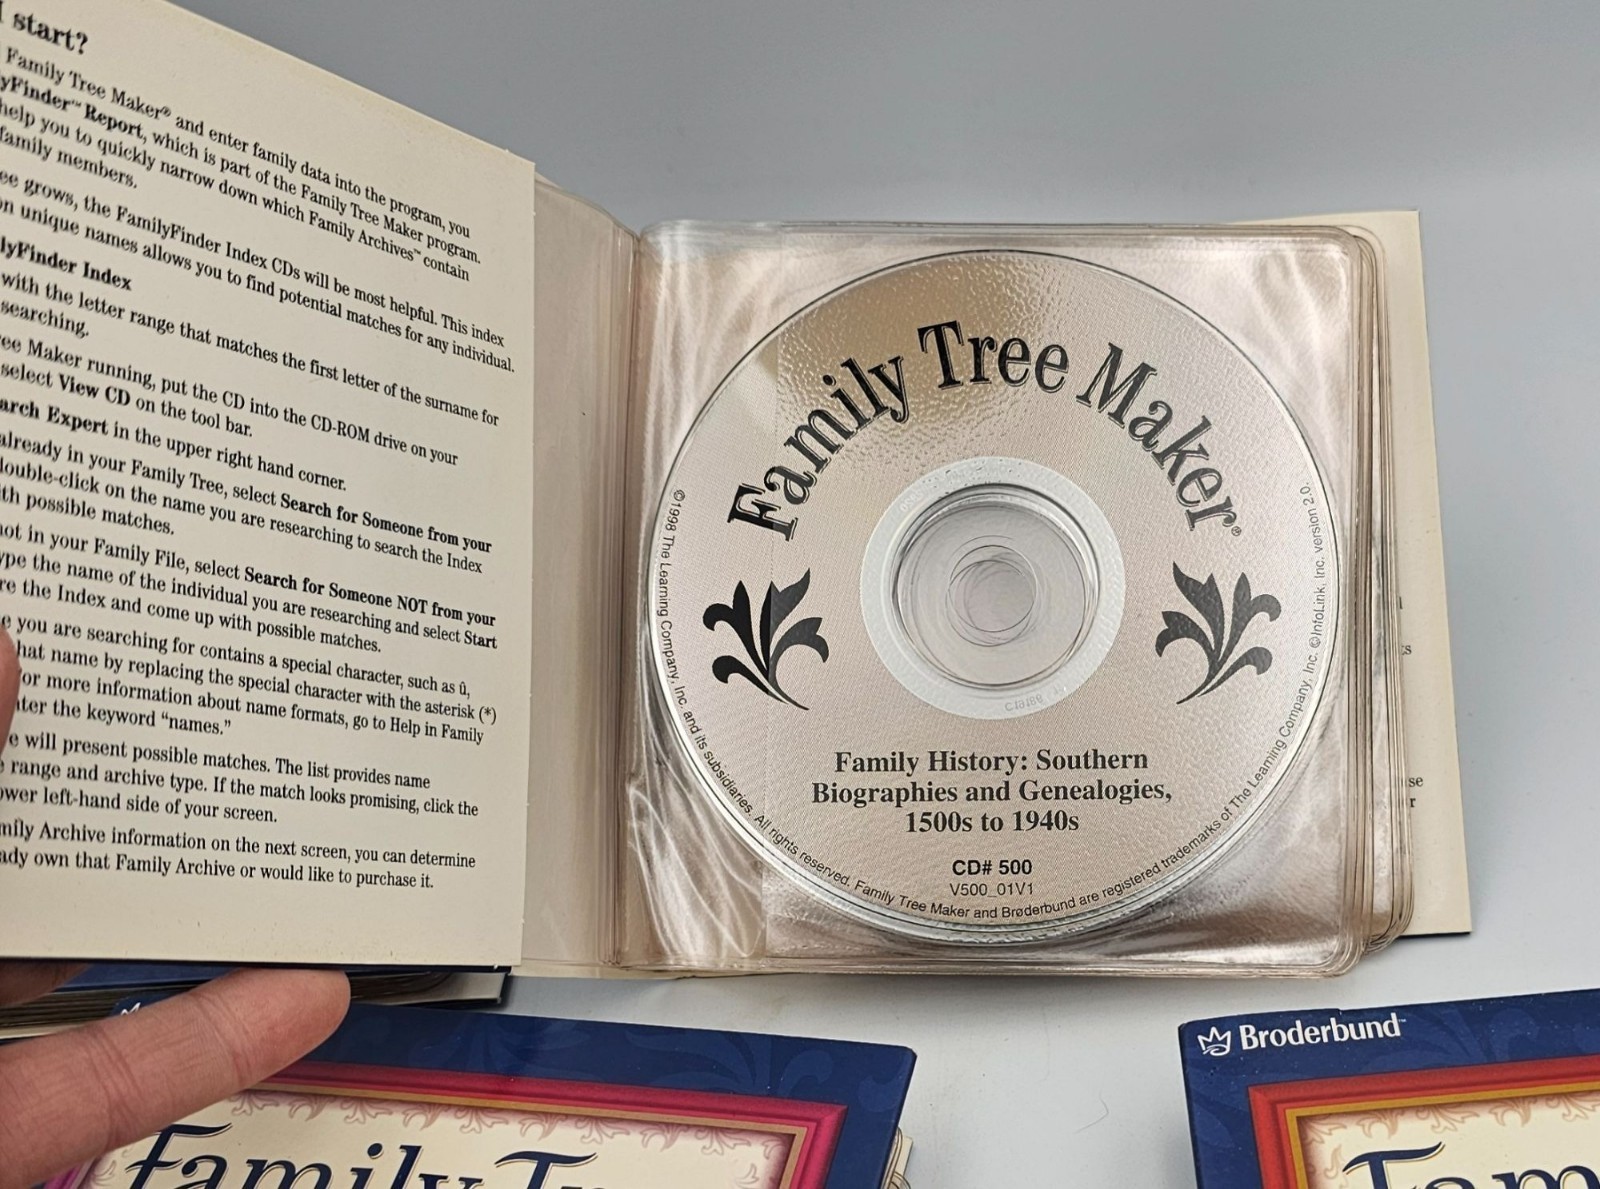 start?
Family Tree Maker® and enter family data into the program, you
yFinder™ Report, which is part of the Family Tree Maker program.
help you to quickly narrow down which Family Archives™ contain
family members.
ee grows, the FamilyFinder Index CDs will be most helpful. This index
on unique names allows you to find potential matches for any individual.
lyFinder Index
with the letter range that matches the first letter of the surname for
searching.
ee Maker running, put the CD into the CD-ROM drive on your
select View CD on the tool bar.
arch Expert in the upper right hand corner.
already in your Family Tree, select Search for Someone from your
double-click on the name you are researching to search the Index
th possible matches.
not in your Family File, select Search for Someone NOT from your
ype the name of the individual you are researching and select Start
re the Index and come up with possible matches.
e you are searching for contains a special character, such as û,
hat name by replacing the special character with the asterisk (*)
or more information about name formats, go to Help in Family
ter the keyword “names.”
e will present possible matches. The list provides name
range and archive type. If the match looks promising, click the
ower left-hand side of your screen.
mily Archive information on the next screen, you can determine
ady own that Family Archive or would like to purchase it.
Family Tree Maker®
Family History: Southern
Biographies and Genealogies,
1500s to 1940s
CD# 500
V500_01V1
©1998 The Learning Company, Inc. and its subsidiaries. All rights reserved. Family Tree Maker and Brøderbund are registered trademarks of The Learning Company, Inc. ©InfoLink, Inc. version 2.0.
Family Tr
Broderbund™
Fam